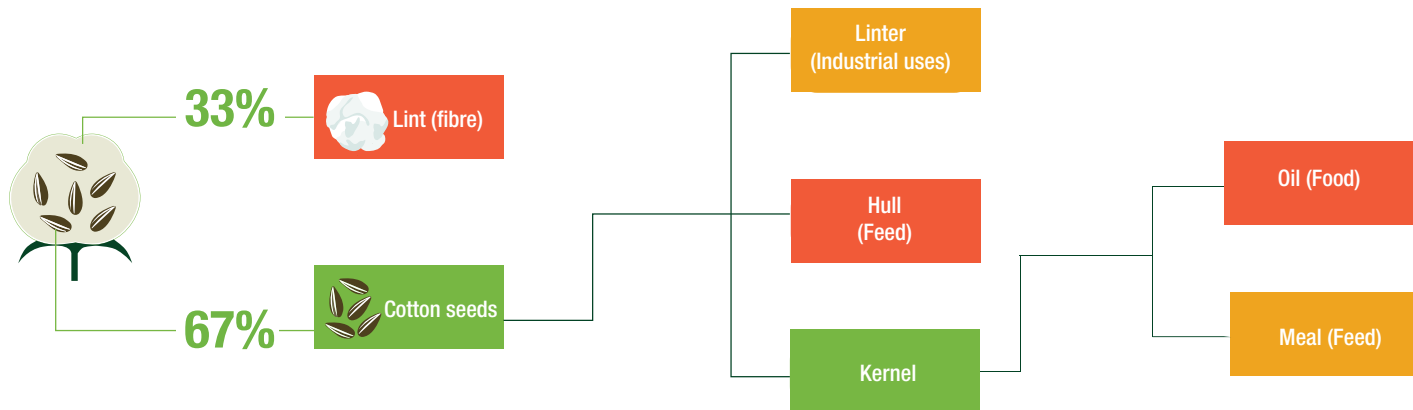 33%
Lint (fibre)
67%
Cotton seeds
Linter
(Industrial uses)
Hull
(Feed)
Kernel
Oil (Food)
Meal (Feed)